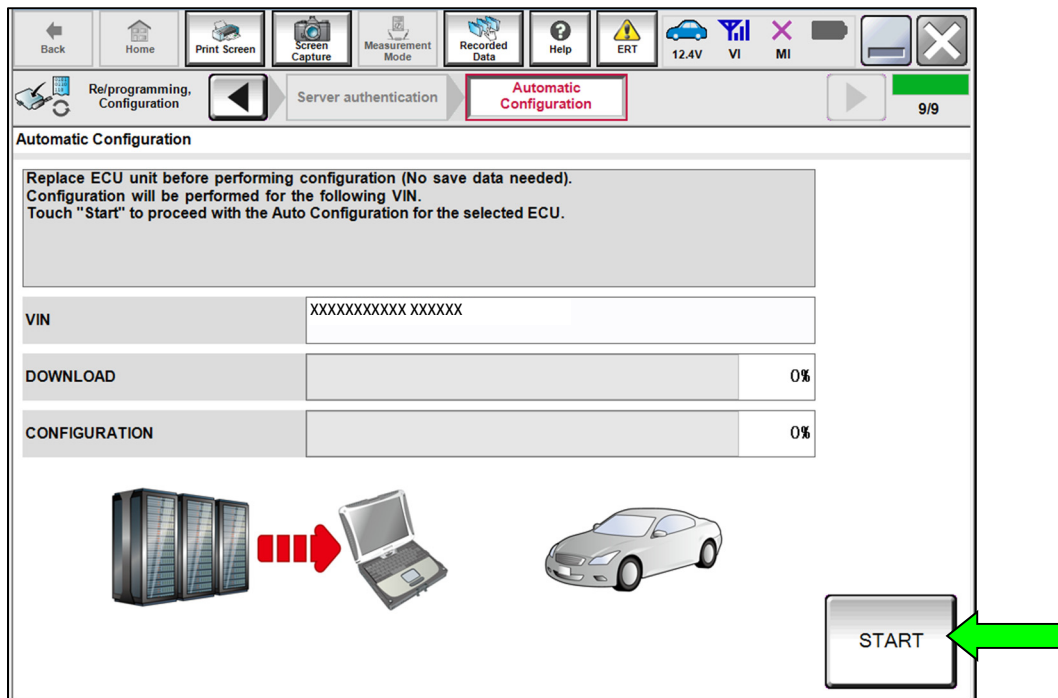 Back
Home
Print Screen
Screen
Capture
Measurement
Mode
Recorded
Data
Help
ERT
12.4V
VI
MI
Re/programming,
Configuration
Server authentication
Automatic
Configuration
9/9
Automatic Configuration
Replace ECU unit before performing configuration (No save data needed).
Configuration will be performed for the following VIN.
Touch "Start" to proceed with the Auto Configuration for the selected ECU.
VIN
XXXXXXXXXXX XXXXXX
DOWNLOAD
0%
CONFIGURATION
0%
START